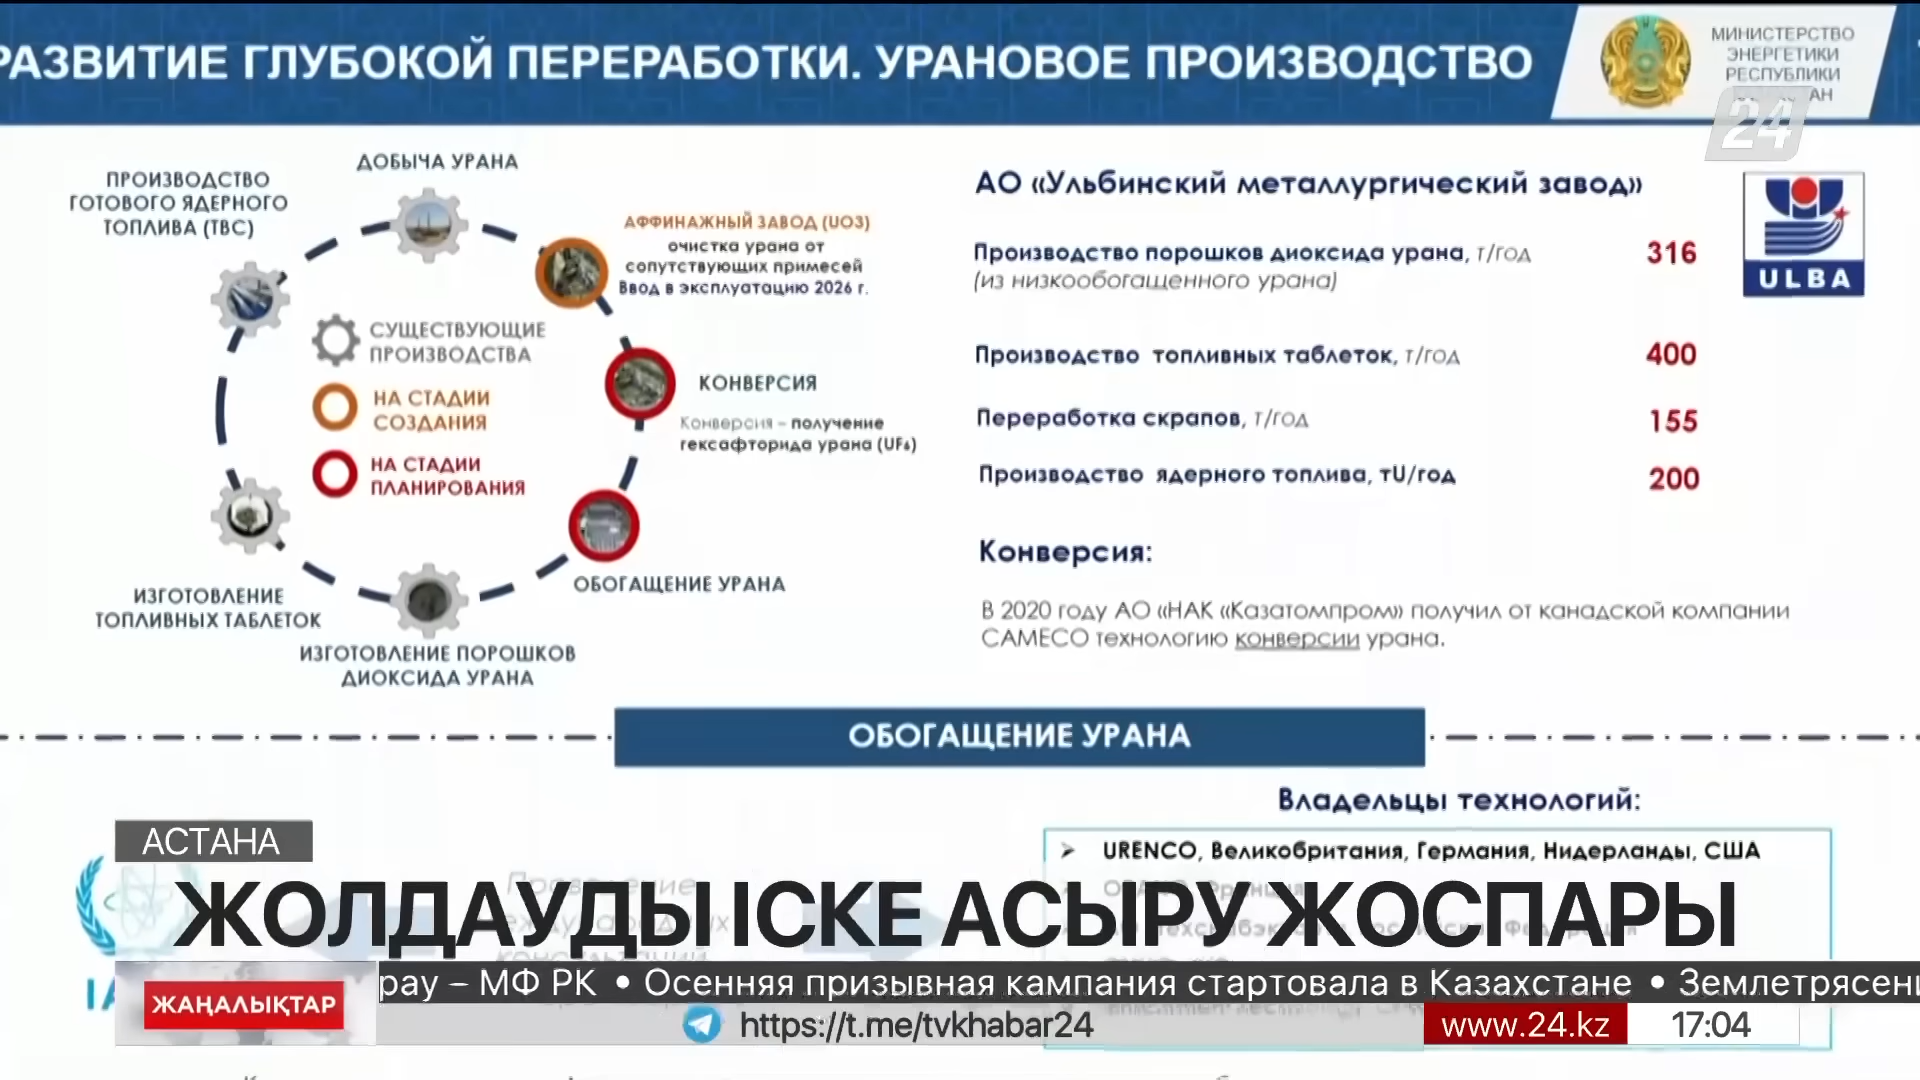 РАЗВИТИЕ ГЛУБОКОЙ ПЕРЕРАБОТКИ. УРАНОВОЕ ПРОИЗВОДСТВО
МИНИСТЕРСТВО
ЭНЕРГЕТИКИ
РЕСПУБЛИКИ
24
ДОБЫЧА УРАНА
ПРОИЗВОДСТВО
ГОТОВОГО ЯДЕРНОГО
ТОПЛИВА (ТВС)
АФФИНАЖНЫЙ ЗАВОД (UO3)
очистка урана от
сопутствующих примесей
Ввод в эксплуатацию 2026 г.
СУЩЕСТВУЮЩИЕ
ПРОИЗВОДСТВА
НА СТАДИИ
СОЗДАНИЯ
НА СТАДИИ
ПЛАНИРОВАНИЯ
КОНВЕРСИЯ
Конверсия – получение
гексафторида урана (UF₆)
ОБОГАЩЕНИЕ УРАНА
ИЗГОТОВЛЕНИЕ
ТОПЛИВНЫХ ТАБЛЕТОК
ИЗГОТОВЛЕНИЕ ПОРОШКОВ
ДИОКСИДА УРАНА
АО «Ульбинский металлургический завод»
ULBA
Производство порошков диоксида урана, т/год 316
(из низкообогащенного урана)
Производство топливных таблеток, т/год 400
Переработка скрапов, т/год 155
Производство ядерного топлива, тU/год 200
Конверсия:
В 2020 году АО «НАК «Казатомпром» получил от канадской компании
САМЕСО технологию конверсии урана.
ОБОГАЩЕНИЕ УРАНА
Владельцы технологий:
➢ URENCO, Великобритания, Германия, Нидерланды, США
АСТАНА
ЖОЛДАУДЫ ІСКЕ АСЫРУ ЖОСПАРЫ
рау – МФ РК • Осенняя призывная кампания стартовала в Казахстане • Землетрясени
ЖАҢАЛЫҚТАР
https://t.me/tvkhabar24
www.24.kz
17:04